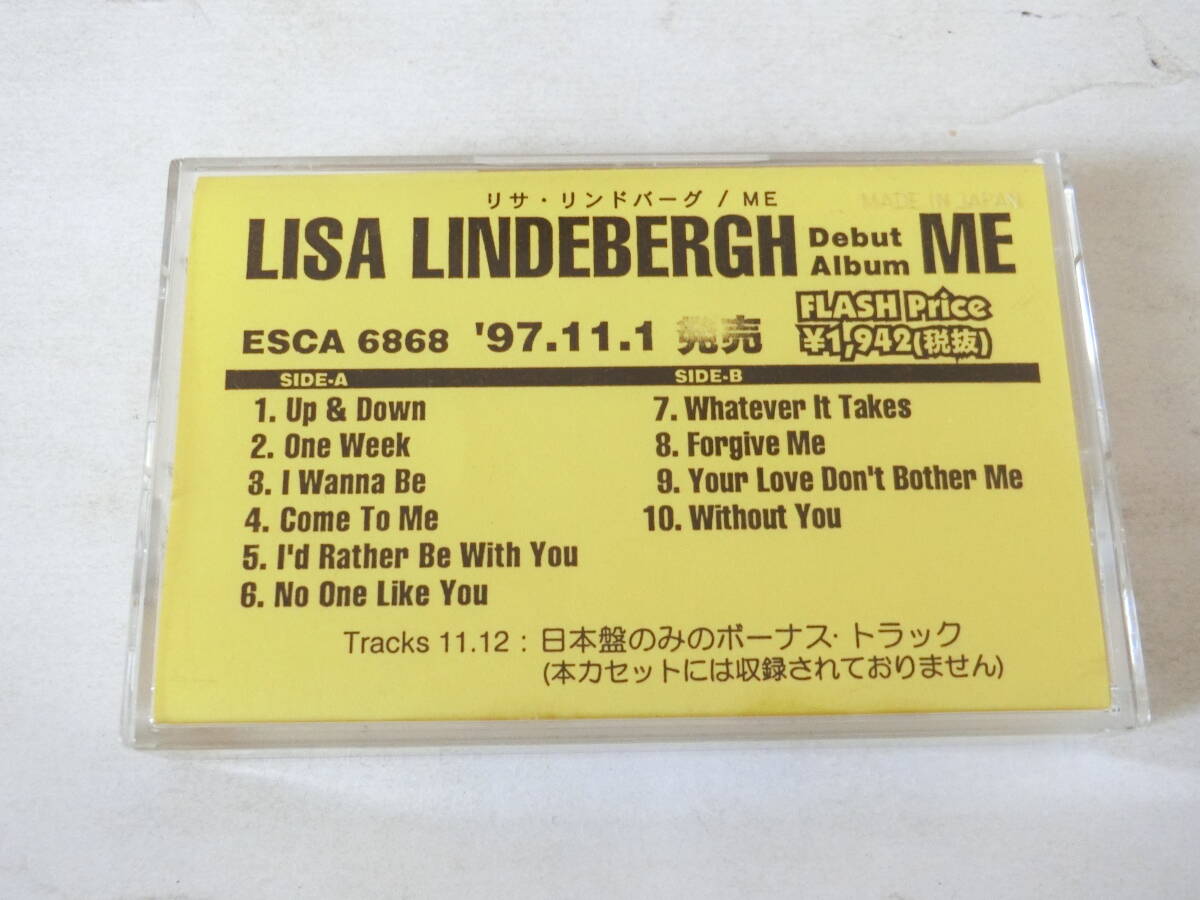 リサ・リンドバーグ / ME
MADE IN JAPAN
LISA LINDEBERGH Debut Album ME
ESCA 6868 '97.11.1 発売 FLASH Price ¥1,942(税抜)
SIDE-A SIDE-B
1. Up & Down 7. Whatever It Takes
2. One Week 8. Forgive Me
3. I Wanna Be 9. Your Love Don't Bother Me
4. Come To Me 10. Without You
5. I'd Rather Be With You
6. No One Like You
Tracks 11.12 : 日本盤のみのボーナス・トラック
(本カセットには収録されておりません)